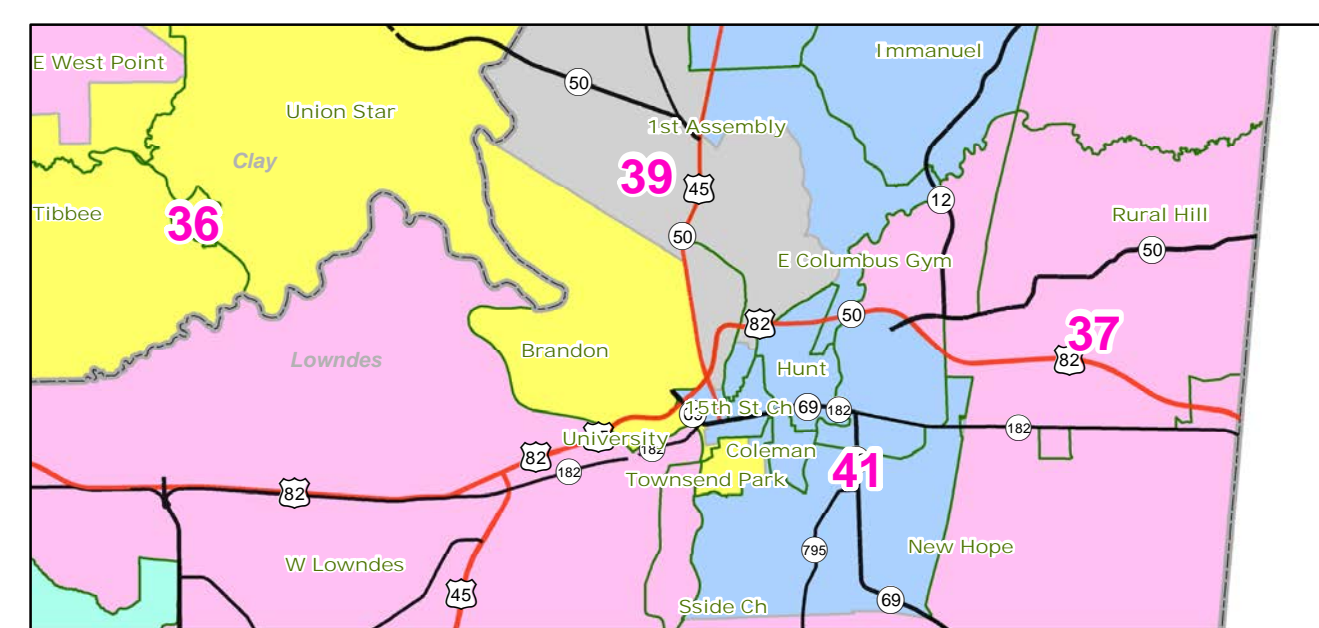 Immanuel
E West Point
50
Union Star
1st Assembly
Clay
39
45
12
Tibbee
36
Rural Hill
50
50
E Columbus Gym
50
82
37
Brandon
82
Lowndes
Hunt
15th St Ch
69
182
182
University
182
Coleman
82
182
Townsend Park
41
82
795
New Hope
W Lowndes
45
Sside Ch
69